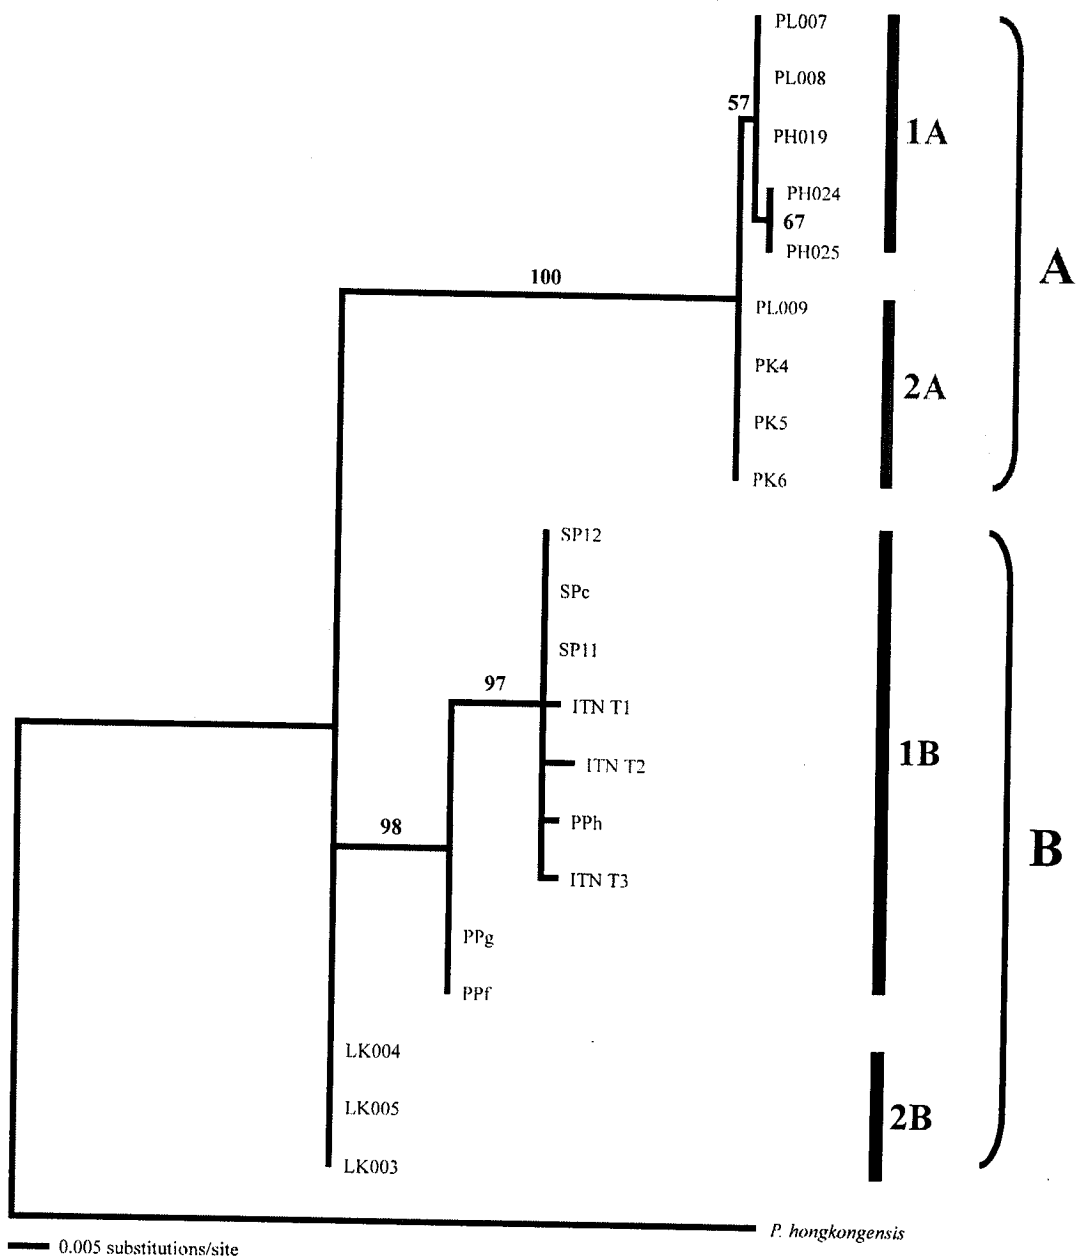 PL007
PL008
57
PH019
1A
PH024
67
PH025
A
100
PL009
PK4
2A
PK5
PK6
SP12
SPc
SP11
97
ITN T1
1B
ITN T2
98
PPh
B
ITN T3
PPg
PPf
LK004
LK005
2B
LK003
P. hongkongensis
0.005 substitutions/site